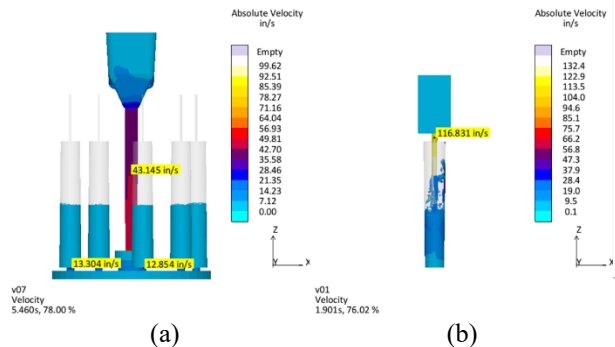 Absolute Velocity
in/s
Empty
99.62
92.51
85.39
78.27
71.16
64.04
56.93
49.81
42.70
35.58
28.46
21.35
14.23
7.12
0.00
43.145 in/s
13.304 in/s
12.854 in/s
Z
Y
X
v07
Velocity
5.460s, 78.00 %
(a)
Absolute Velocity
in/s
Empty
132.4
122.9
113.5
104.0
94.6
85.1
75.7
66.2
56.8
47.3
37.9
28.4
19.0
9.5
0.1
116.831 in/s
Z
Y
X
v01
Velocity
1.901s, 76.02 %
(b)